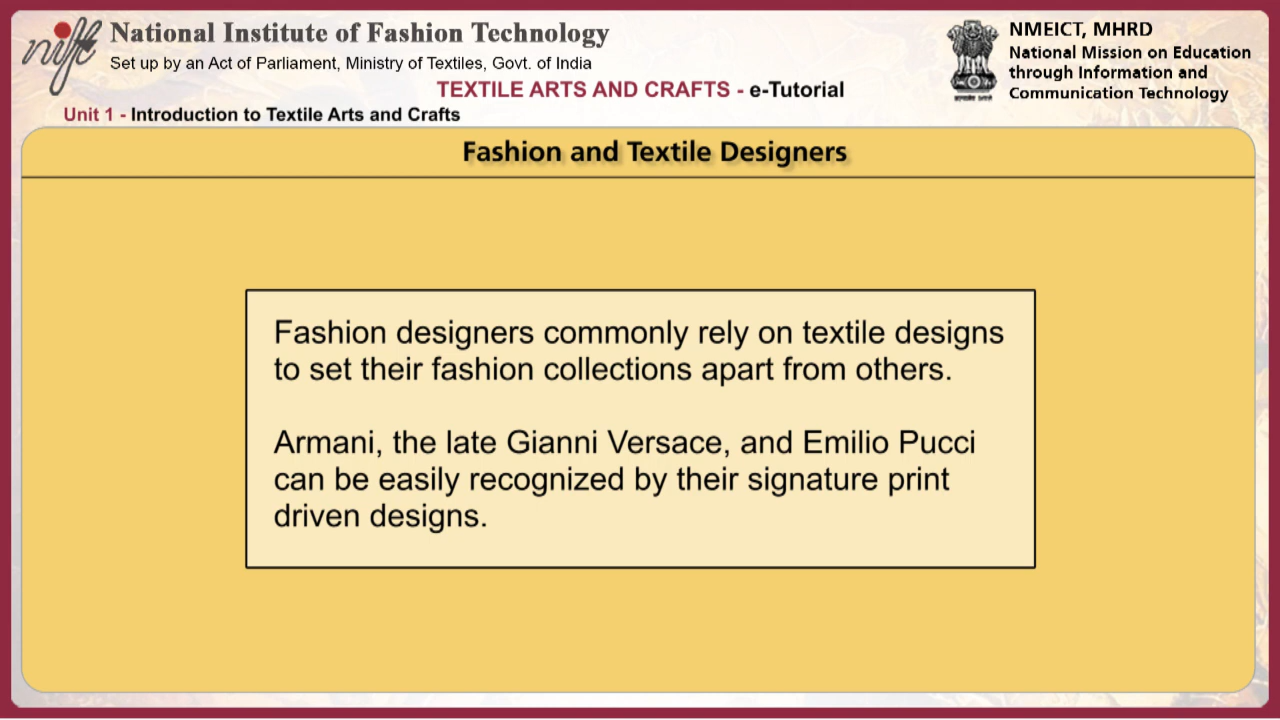 nift
National Institute of Fashion Technology
Set up by an Act of Parliament, Ministry of Textiles, Govt. of India
NMEICT, MHRD
National Mission on Education
through Information and
Communication Technology
TEXTILE ARTS AND CRAFTS - e-Tutorial
Unit 1 - Introduction to Textile Arts and Crafts
Fashion and Textile Designers
Fashion designers commonly rely on textile designs
to set their fashion collections apart from others.
Armani, the late Gianni Versace, and Emilio Pucci
can be easily recognized by their signature print
driven designs.